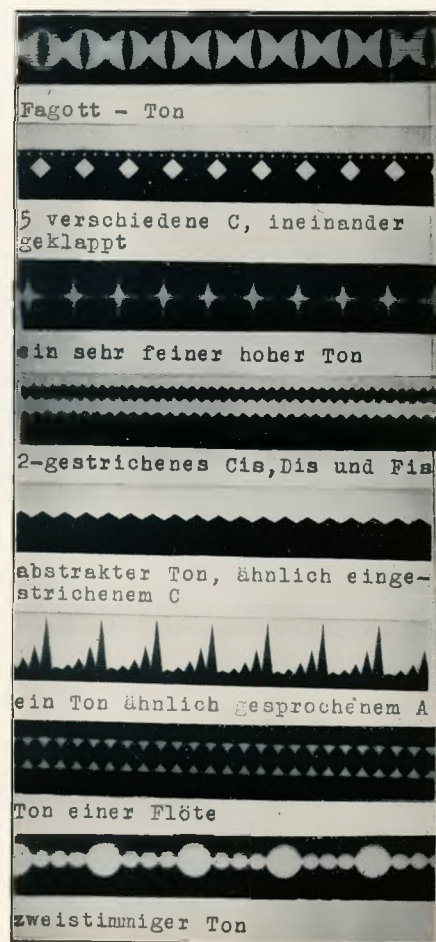 Fagott - Ton
5 verschiedene C, ineinander
geklappt
ein sehr feiner hoher Ton
2-gestrichenes Cis,Dis und Fis
abstrakter Ton, ähnlich einge-
strichenem C
ein Ton ähnlich gesprochenem A
Ton einer Flöte
zweistimmiger Ton